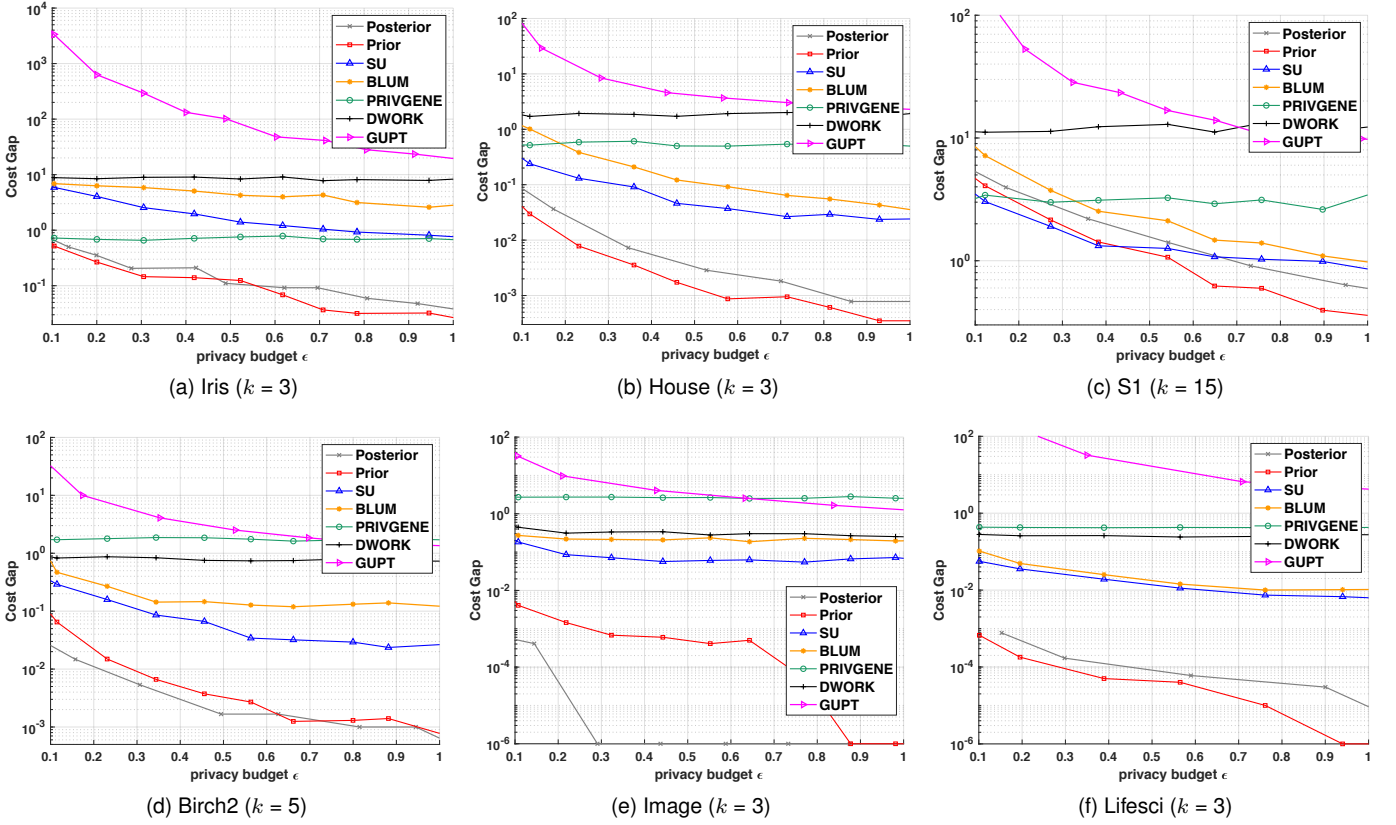 10^4
10^3
10^2
10^1
10^0
10^-1
Cost Gap
Posterior
Prior
SU
BLUM
PRIVGENE
DWORK
GUPT
0.1 0.2 0.3 0.4 0.5 0.6 0.7 0.8 0.9 1
privacy budget ϵ
(a) Iris (k = 3)
10^2
10^1
10^0
10^-1
10^-2
10^-3
Cost Gap
Posterior
Prior
SU
BLUM
PRIVGENE
DWORK
GUPT
0.1 0.2 0.3 0.4 0.5 0.6 0.7 0.8 0.9 1
privacy budget ϵ
(b) House (k = 3)
10^2
10^1
10^0
Cost Gap
Posterior
Prior
SU
BLUM
PRIVGENE
DWORK
GUPT
0.1 0.2 0.3 0.4 0.5 0.6 0.7 0.8 0.9 1
privacy budget ϵ
(c) S1 (k = 15)
10^2
10^1
10^0
10^-1
10^-2
10^-3
Cost Gap
Posterior
Prior
SU
BLUM
PRIVGENE
DWORK
GUPT
0.1 0.2 0.3 0.4 0.5 0.6 0.7 0.8 0.9 1
privacy budget ϵ
(d) Birch2 (k = 5)
10^2
10^0
10^-2
10^-4
10^-6
Cost Gap
Posterior
Prior
SU
BLUM
PRIVGENE
DWORK
GUPT
0.1 0.2 0.3 0.4 0.5 0.6 0.7 0.8 0.9 1
privacy budget ϵ
(e) Image (k = 3)
10^2
10^0
10^-2
10^-4
10^-6
Cost Gap
Posterior
Prior
SU
BLUM
PRIVGENE
DWORK
GUPT
0.1 0.2 0.3 0.4 0.5 0.6 0.7 0.8 0.9 1
privacy budget ϵ
(f) Lifesci (k = 3)